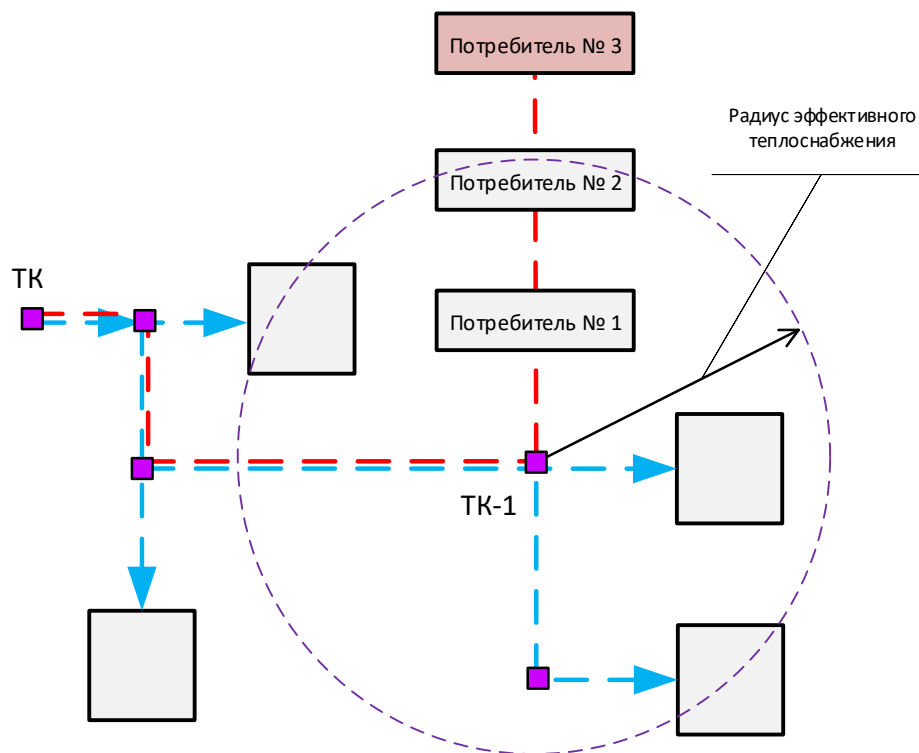 Потребитель № 3
Радиус эффективного
теплоснабжения
Потребитель № 2
ТК
Потребитель № 1
ТК-1